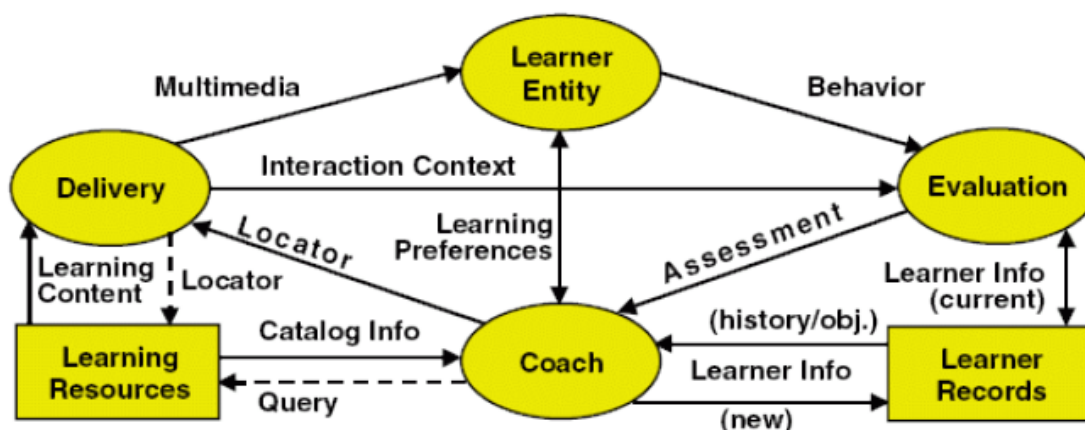 Learner
Entity
Multimedia
Behavior
Delivery
Interaction Context
Evaluation
Learning
Preferences
Locator
Assessment
Learning
Content
Locator
Learner Info
(current)
Learning
Resources
Catalog Info
Query
Coach
(history/obj.)
Learner Info
(new)
Learner
Records